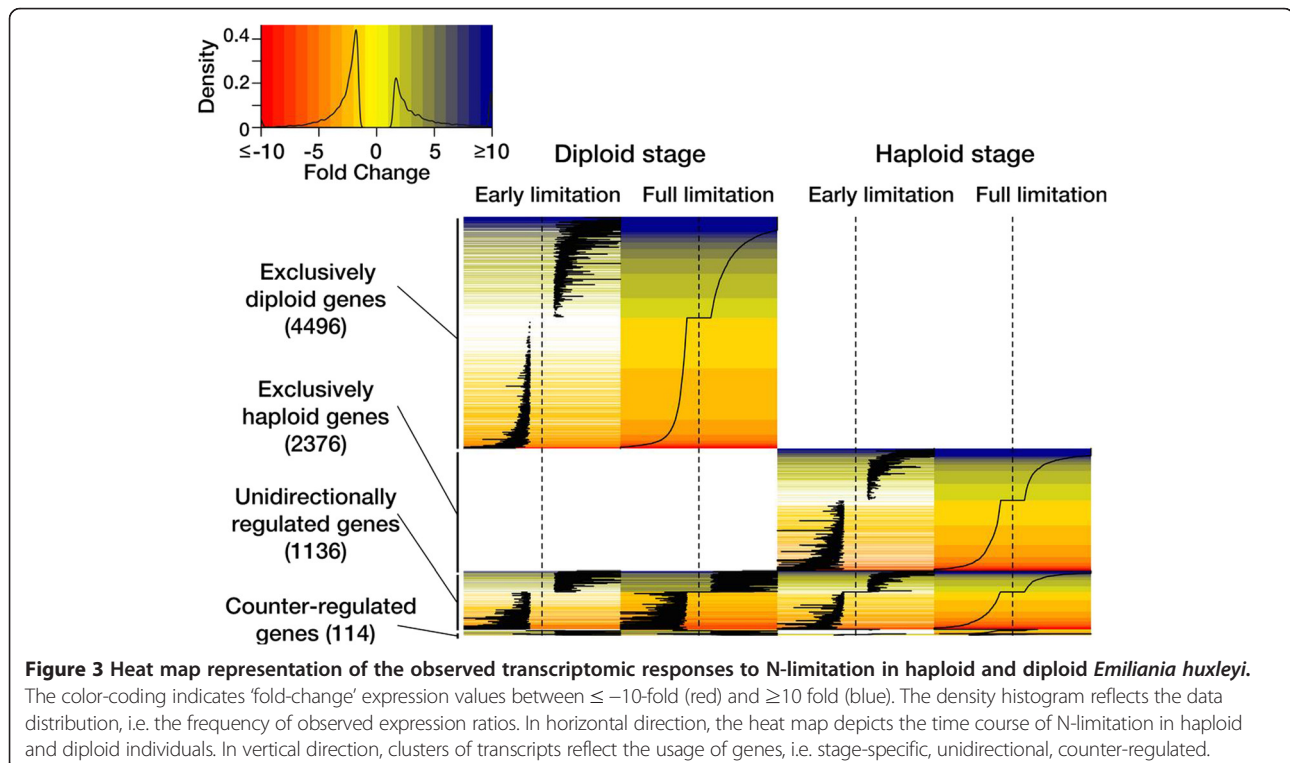 0.4
0.2
0
Density
≤-10 -5 0 5 ≥10
Fold Change
Diploid stage Haploid stage
Early limitation Full limitation Early limitation Full limitation
Exclusively
diploid genes
(4496)
Exclusively
haploid genes
(2376)
Unidirectionally
regulated genes
(1136)
Counter-regulated
genes (114)
Figure 3 Heat map representation of the observed transcriptomic responses to N-limitation in haploid and diploid Emiliania huxleyi.
The color-coding indicates ‘fold-change’ expression values between ≤ −10-fold (red) and ≥10 fold (blue). The density histogram reflects the data
distribution, i.e. the frequency of observed expression ratios. In horizontal direction, the heat map depicts the time course of N-limitation in haploid
and diploid individuals. In vertical direction, clusters of transcripts reflect the usage of genes, i.e. stage-specific, unidirectional, counter-regulated.